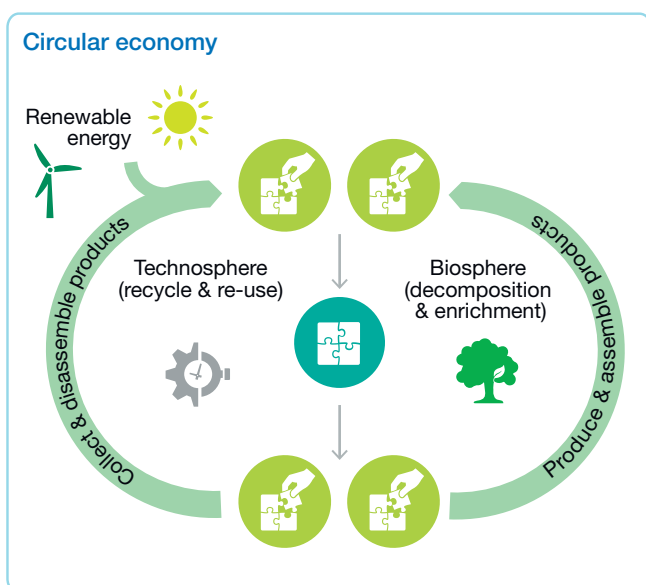 Circular economy
Renewable
energy
Collect & disassemble products
Technosphere
(recycle & re-use)
Biosphere
(decomposition
& enrichment)
Produce & assemble products